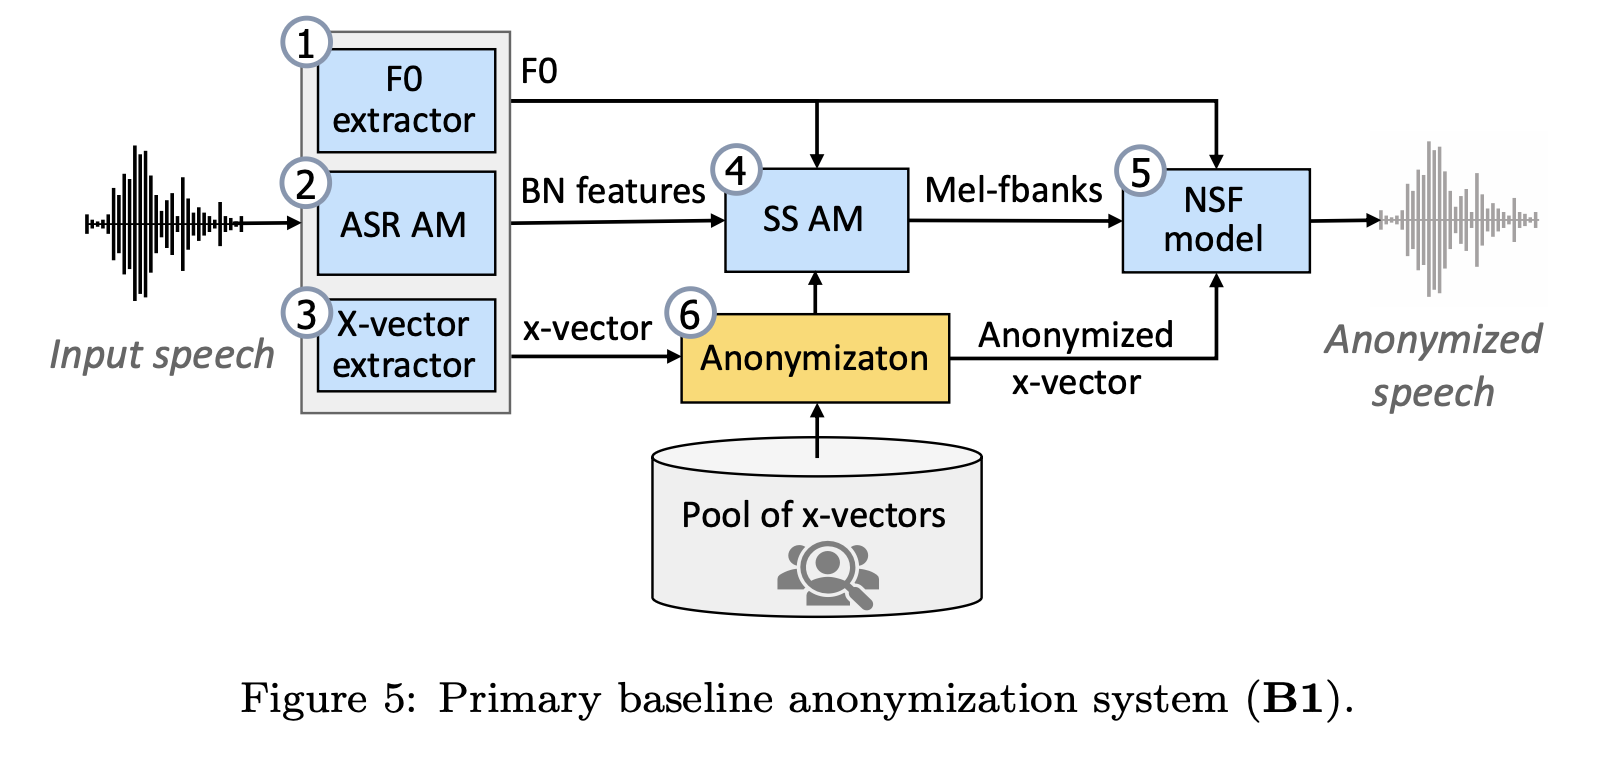 1
F0
extractor
F0
2
ASR AM
BN features
4
SS AM
Mel-fbanks
5
NSF
model
3
X-vector
extractor
x-vector
6
Anonymizaton
Anonymized
x-vector
Input speech
Anonymized
speech
Pool of x-vectors
Figure 5: Primary baseline anonymization system (B1).